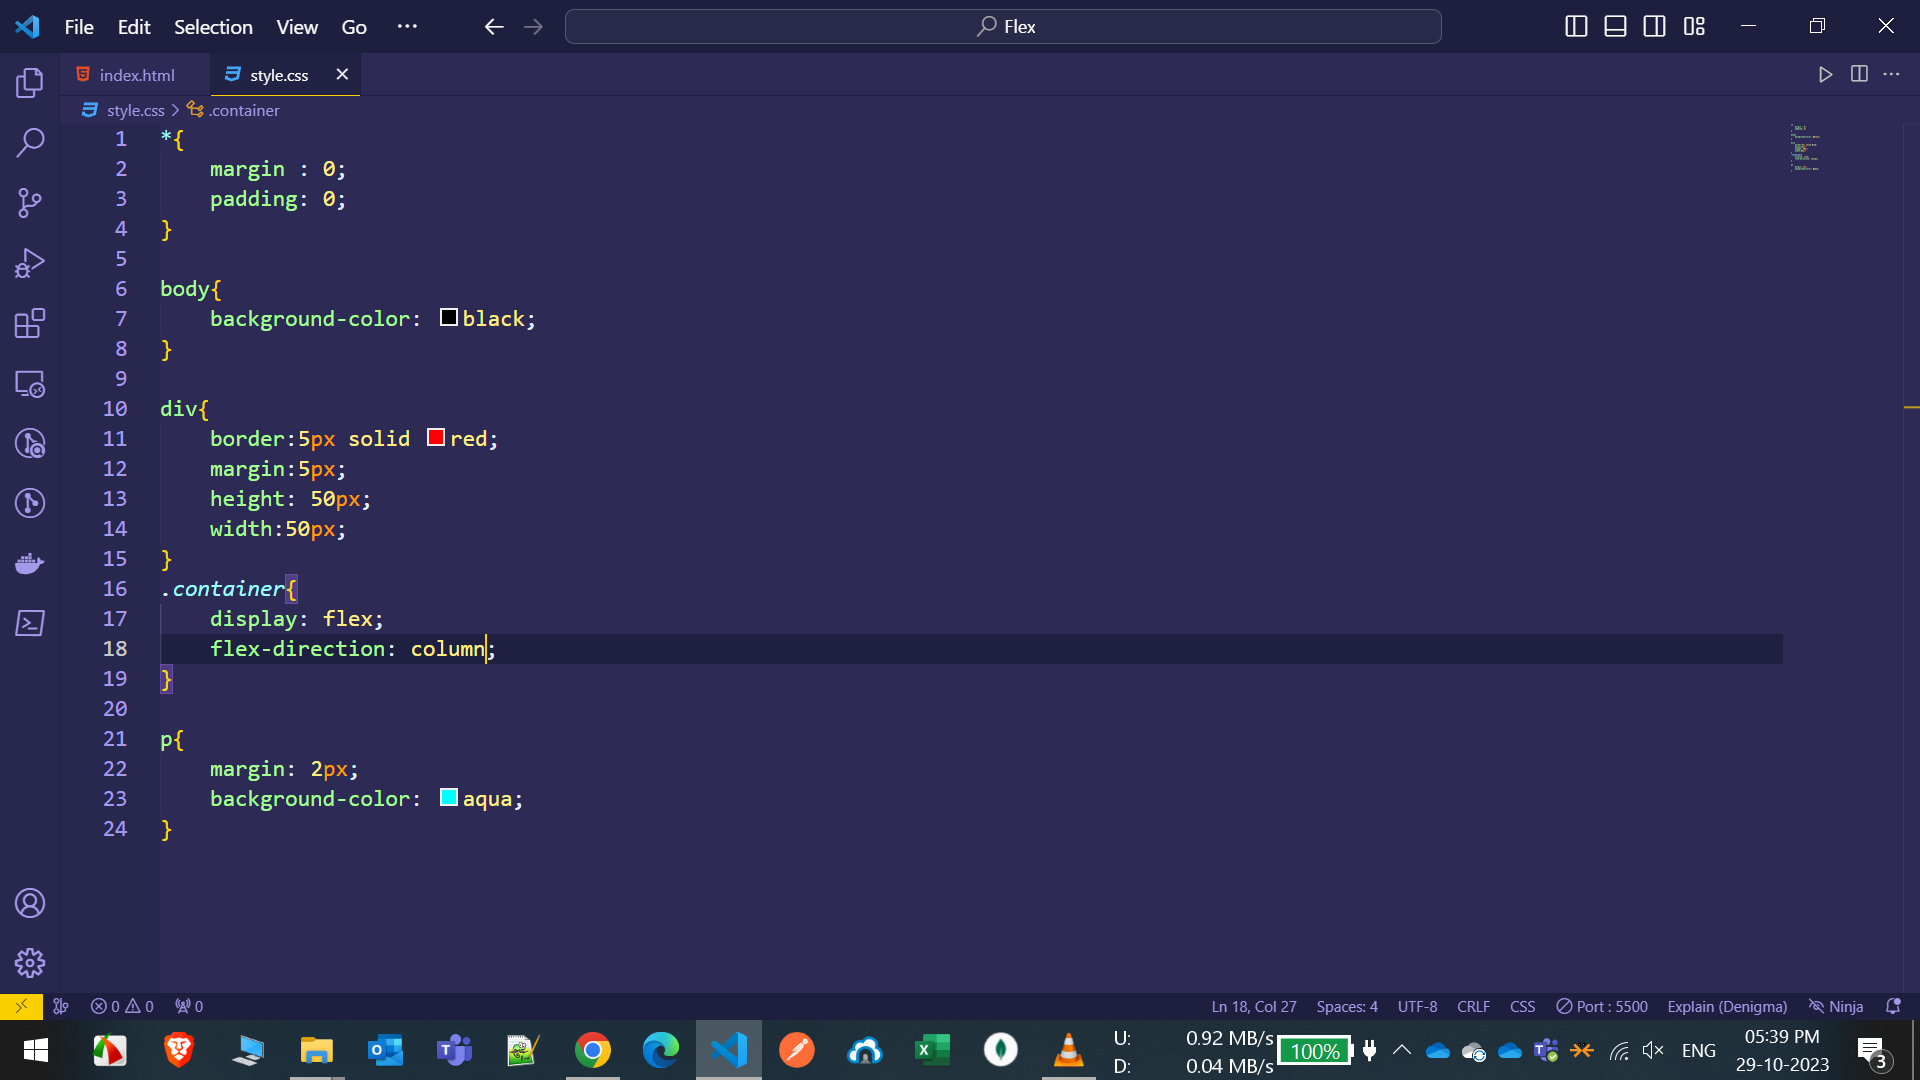 File Edit Selection View Go ··· Flex
index.html style.css
style.css > .container
1 *{
2 margin : 0;
3 padding: 0;
4 }
5
6 body{
7 background-color: black;
8 }
9
10 div{
11 border:5px solid red;
12 margin:5px;
13 height: 50px;
14 width:50px;
15 }
16 .container{
17 display: flex;
18 flex-direction: column;
19 }
20
21 p{
22 margin: 2px;
23 background-color: aqua;
24 }
0 0 0 Ln 18, Col 27 Spaces: 4 UTF-8 CRLF CSS Port : 5500 Explain (Denigma) Ninja
U: 0.92 MB/s 100% ENG 05:39 PM
D: 0.04 MB/s 29-10-2023 3